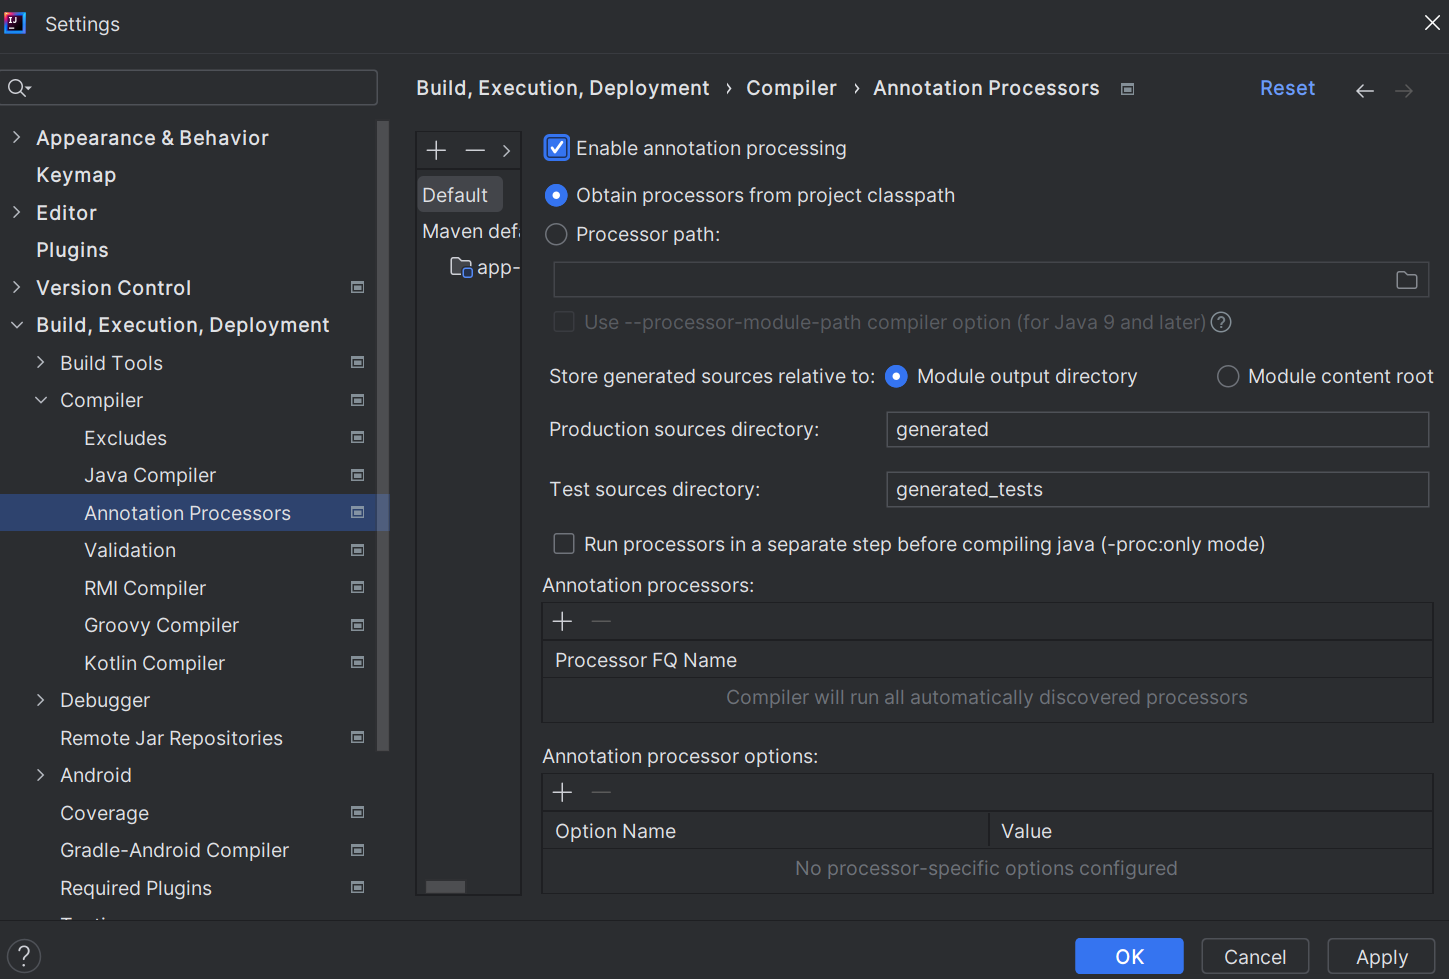 Settings
Appearance & Behavior
Keymap
Editor
Plugins
Version Control
Build, Execution, Deployment
Build Tools
Compiler
Excludes
Java Compiler
Annotation Processors
Validation
RMI Compiler
Groovy Compiler
Kotlin Compiler
Debugger
Remote Jar Repositories
Android
Coverage
Gradle-Android Compiler
Required Plugins
Build, Execution, Deployment › Compiler › Annotation Processors
Reset
Default
Maven
app-
Enable annotation processing
Obtain processors from project classpath
Processor path:
Use --processor-module-path compiler option (for Java 9 and later)
Store generated sources relative to: Module output directory Module content root
Production sources directory: generated
Test sources directory: generated_tests
Run processors in a separate step before compiling java (-proc:only mode)
Annotation processors:
Processor FQ Name
Compiler will run all automatically discovered processors
Annotation processor options:
Option Name Value
No processor-specific options configured
? OK Cancel Apply